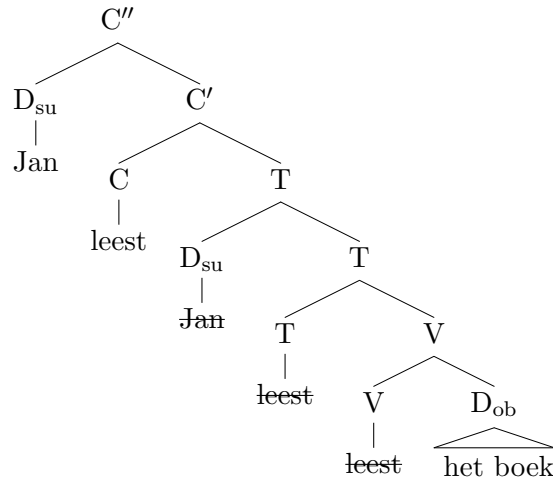 C″
D_su C′
Jan
C T
leest
D_su T
Jan
T V
leest
V D_ob
leest het boek